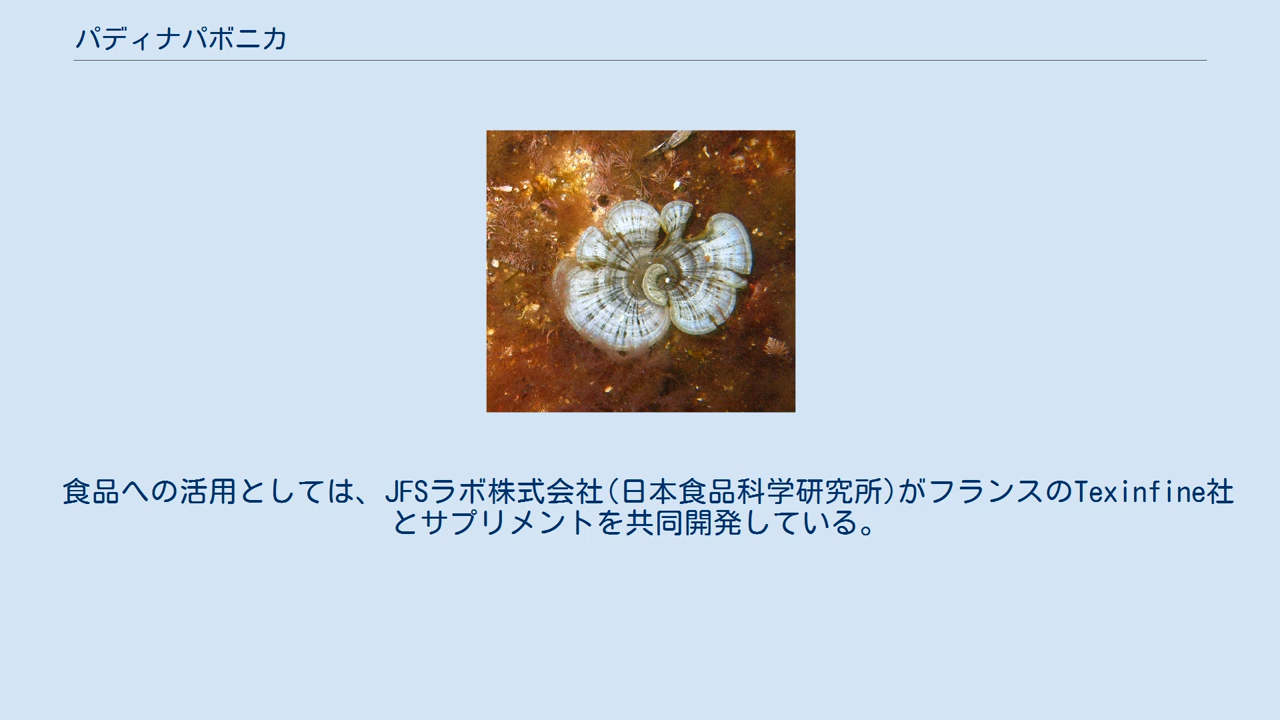 パディナパボニカ
食品への活用としては、JFSラボ株式会社(日本食品科学研究所)がフランスのTexinfine社
とサプリメントを共同開発している。